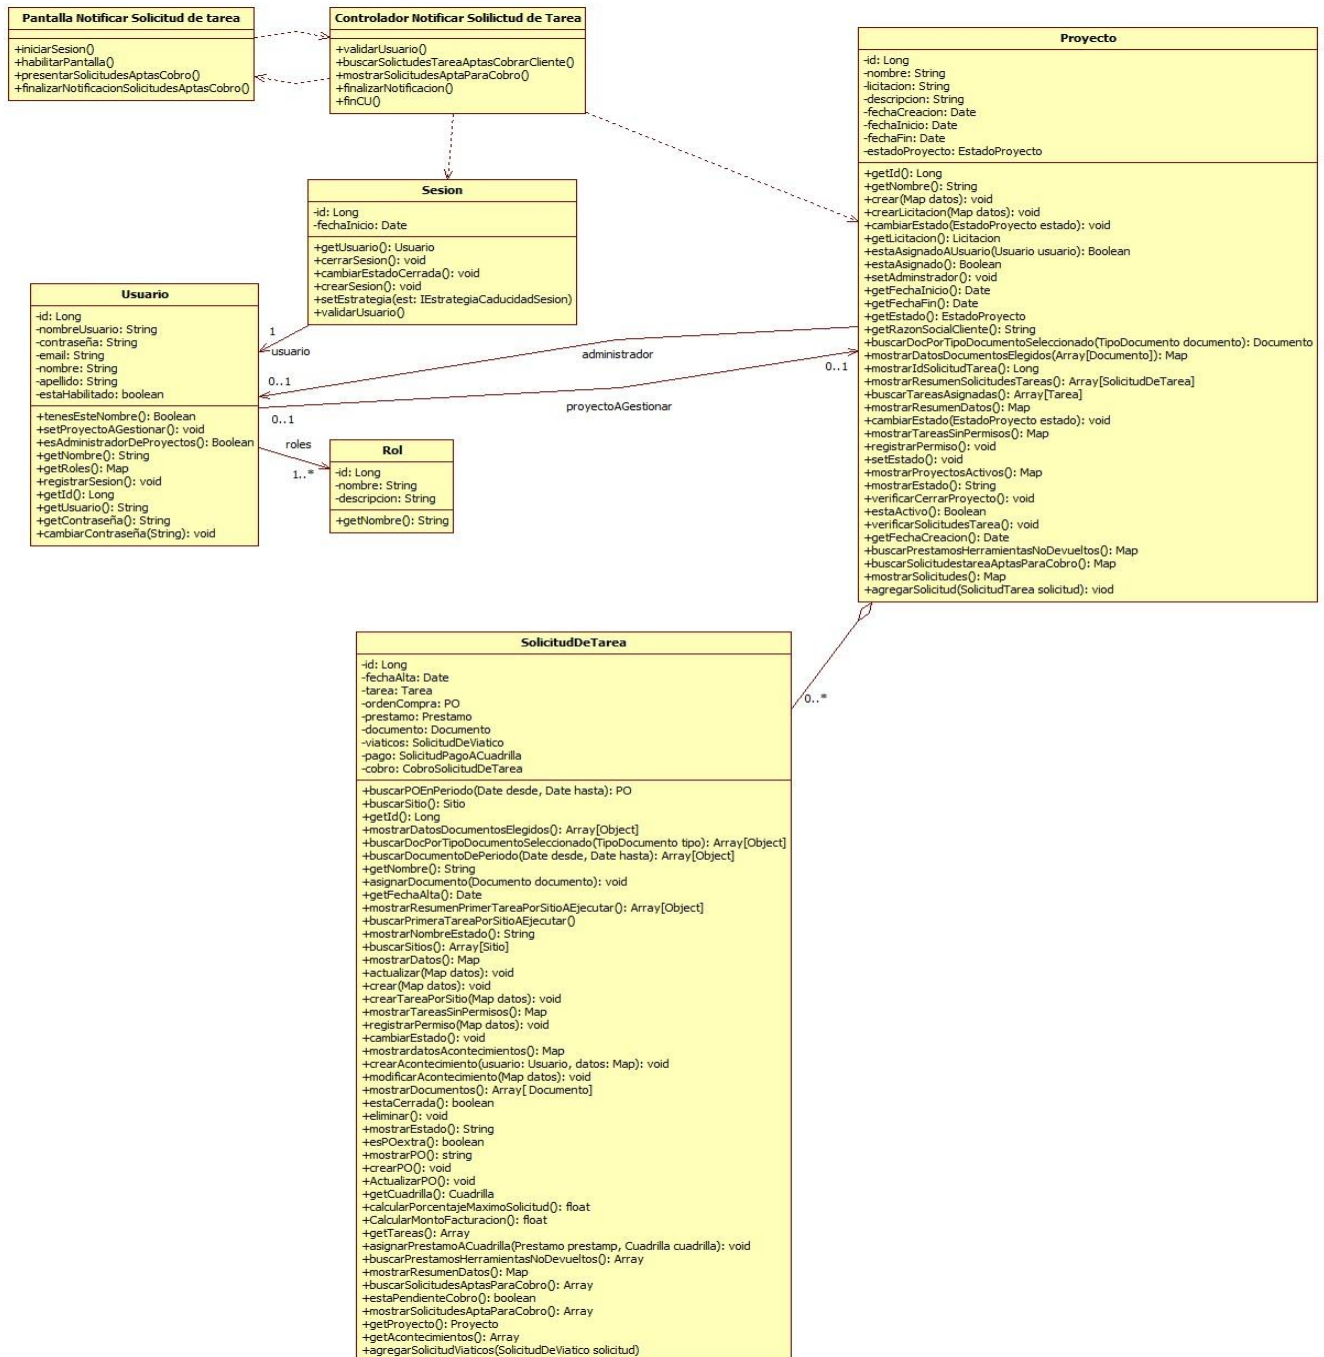 Pantalla Notificar Solicitud de tarea
+iniciarSesion()
+habilitarPantalla()
+presentarSolicitudesAptasCobro()
+finalizarNotificacionSolicitudesAptasCobro()
Controlador Notificar Solilictud de Tarea
+validarUsuario()
+buscarSolictudesTareaAptasCobrarCliente()
+mostrarSolicitudesAptaParaCobro()
+finalizarNotificacion()
+finCU()
Proyecto
-id: Long
-nombre: String
-licitacion: String
-descripcion: String
-fechaCreacion: Date
-fechaInicio: Date
-fechaFin: Date
-estadoProyecto: EstadoProyecto
+getId(): Long
+getNombre(): String
+crear(Map datos): void
+crearLicitacion(Map datos): void
+cambiarEstado(EstadoProyecto estado): void
+getLicitacion(): Licitacion
+estaAsignadoAUsuario(Usuario usuario): Boolean
+estaAsignado(): Boolean
+setAdminstrador(): void
+getFechaInicio(): Date
+getFechaFin(): Date
+getEstado(): EstadoProyecto
+getRazonSocialCliente(): String
+buscarDocPorTipoDocumentoSeleccionado(TipoDocumento documento): Documento
+mostrarDatosDocumentosElegidos(Array[Documento]): Map
+mostrarIdSolicitudTarea(): Long
+mostrarResumenSolicitudesTareas(): Array[SolicitudDeTarea]
+buscarTareasAsignadas(): Array[Tarea]
+mostrarResumenDatos(): Map
+cambiarEstado(EstadoProyecto estado): void
+mostrarTareasSinPermisos(): Map
+registrarPermiso(): void
+setEstado(): void
+mostrarProyectosActivos(): Map
+mostrarEstado(): String
+verificarCerrarProyecto(): void
+estaActivo(): Boolean
+verificarSolicitudesTarea(): void
+getFechaCreacion(): Date
+buscarPrestamosHerramientasNoDevueltos(): Map
+buscarSolicitudestareaAptasParaCobro(): Map
+mostrarSolicitudes(): Map
+agregarSolicitud(SolicitudTarea solicitud): viod
Sesion
-id: Long
-fechaInicio: Date
+getUsuario(): Usuario
+cerrarSesion(): void
+cambiarEstadoCerrada(): void
+crearSesion(): void
+setEstrategia(est: IEstrategiaCaducidadSesion)
+validarUsuario()
Usuario
-id: Long
-nombreUsuario: String
-contraseña: String
-email: String
-nombre: String
-apellido: String
-estaHabilitado: boolean
+tenesEsteNombre(): Boolean
+setProyectoAGestionar(): void
+esAdministradorDeProyectos(): Boolean
+getNombre(): String
+getRoles(): Map
+registrarSesion(): void
+getId(): Long
+getUsuario(): String
+getContraseña(): String
+cambiarContraseña(String): void
1
usuario
administrador
0..1
0..1
proyectoAGestionar
0..1
roles
1..*
Rol
-id: Long
-nombre: String
-descripcion: String
+getNombre(): String
0..*
SolicitudDeTarea
-id: Long
-fechaAlta: Date
-tarea: Tarea
-ordenCompra: PO
-prestamo: Prestamo
-documento: Documento
-viaticos: SolicitudDeViatico
-pago: SolicitudPagoACuadrilla
-cobro: CobroSolicitudDeTarea
+buscarPOEnPeriodo(Date desde, Date hasta): PO
+buscarSitio(): Sitio
+getId(): Long
+mostrarDatosDocumentosElegidos(): Array[Object]
+buscarDocPorTipoDocumentoSeleccionado(TipoDocumento tipo): Array[Object]
+buscarDocumentoDePeriodo(Date desde, Date hasta): Array[Object]
+getNombre(): String
+asignarDocumento(Documento documento): void
+getFechaAlta(): Date
+mostrarResumenPrimerTareaPorSitioAEjecutar(): Array[Object]
+buscarPrimeraTareaPorSitioAEjecutar()
+mostrarNombreEstado(): String
+buscarSitios(): Array[Sitio]
+mostrarDatos(): Map
+actualizar(Map datos): void
+crear(Map datos): void
+crearTareaPorSitio(Map datos): void
+mostrarTareasSinPermisos(): Map
+registrarPermiso(Map datos): void
+cambiarEstado(): void
+mostrardatosAcontecimientos(): Map
+crearAcontecimiento(usuario: Usuario, datos: Map): void
+modificarAcontecimiento(Map datos): void
+mostrarDocumentos(): Array[ Documento]
+estaCerrada(): boolean
+eliminar(): void
+mostrarEstado(): String
+esPOextra(): boolean
+mostrarPO(): string
+crearPO(): void
+ActualizarPO(): void
+getCuadrilla(): Cuadrilla
+calcularPorcentajeMaximoSolicitud(): float
+CalcularMontoFacturacion(): float
+getTareas(): Array
+asignarPrestamoACuadrilla(Prestamo prestamp, Cuadrilla cuadrilla): void
+buscarPrestamosHerramientasNoDevueltos(): Array
+mostrarResumenDatos(): Map
+buscarSolicitudesAptasParaCobro(): Array
+estaPendienteCobro(): boolean
+mostrarSolicitudesAptaParaCobro(): Array
+getProyecto(): Proyecto
+getAcontecimientos(): Array
+agregarSolicitudViaticos(SolicitudDeViatico solicitud)